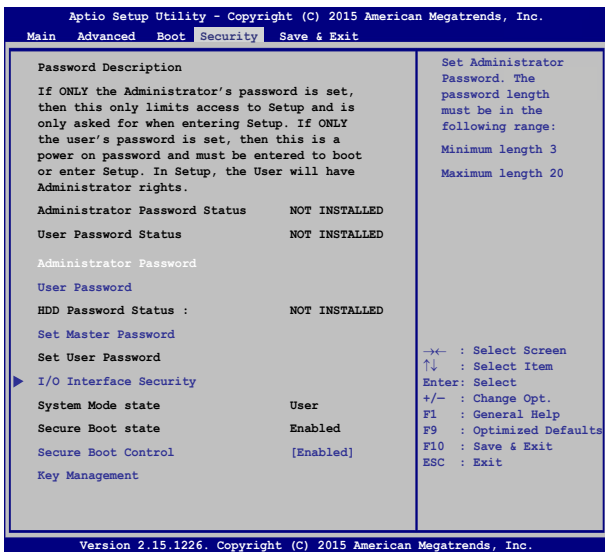 Aptio Setup Utility - Copyright (C) 2015 American Megatrends, Inc.
Main Advanced Boot Security Save & Exit
Password Description
If ONLY the Administrator's password is set,
then this only limits access to Setup and is
only asked for when entering Setup. If ONLY
the user's password is set, then this is a
power on password and must be entered to boot
or enter Setup. In Setup, the User will have
Administrator rights.
Administrator Password Status NOT INSTALLED
User Password Status NOT INSTALLED
Administrator Password
User Password
HDD Password Status : NOT INSTALLED
Set Master Password
Set User Password
I/O Interface Security
System Mode state User
Secure Boot state Enabled
Secure Boot Control [Enabled]
Key Management
Set Administrator
Password. The
password length
must be in the
following range:
Minimum length 3
Maximum length 20
→← : Select Screen
↑↓ : Select Item
Enter: Select
+/— : Change Opt.
F1 : General Help
F9 : Optimized Defaults
F10 : Save & Exit
ESC : Exit
Version 2.15.1226. Copyright (C) 2015 American Megatrends, Inc.